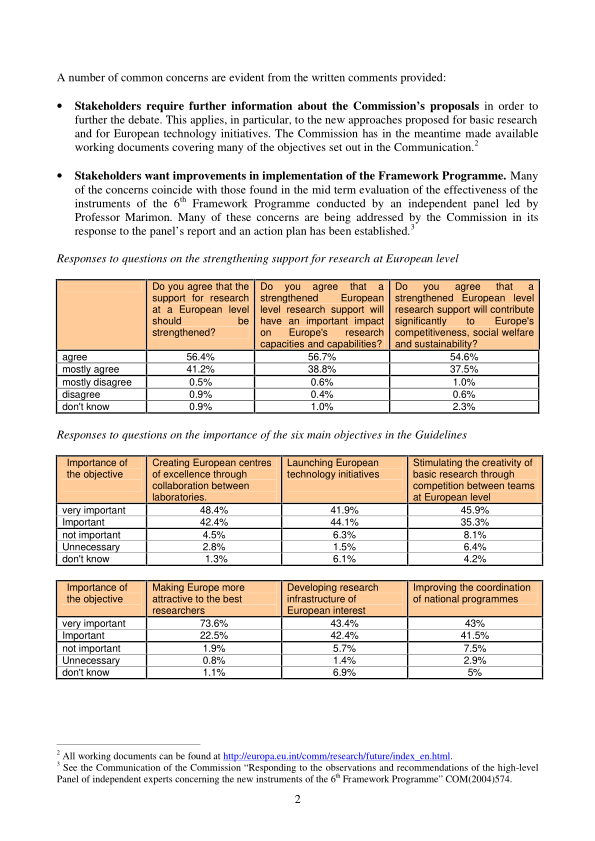 A number of common concerns are evident from the written comments provided:
• Stakeholders require further information about the Commission's proposals in order to
further the debate. This applies, in particular, to the new approaches proposed for basic research
and for European technology initiatives. The Commission has in the meantime made available
working documents covering many of the objectives set out in the Communication.2
• Stakeholders want improvements in implementation of the Framework Programme. Many
of the concerns coincide with those found in the mid term evaluation of the effectiveness of the
instruments of the 6th Framework Programme conducted by an independent panel led by
Professor Marimon. Many of these concerns are being addressed by the Commission in its
response to the panel's report and an action plan has been established.3
Responses to questions on the strengthening support for research at European level
Do you agree that the support for research at a European level should be strengthened?
Do you agree that a strengthened European level research support will have an important impact on Europe's research capacities and capabilities?
Do you agree that a strengthened European level research support will contribute significantly to Europe's competitiveness, social welfare and sustainability?
agree 56.4% 56.7% 54.6%
mostly agree 41.2% 38.8% 37.5%
mostly disagree 0.5% 0.6% 1.0%
disagree 0.9% 0.4% 0.6%
don't know 0.9% 1.0% 2.3%
Responses to questions on the importance of the six main objectives in the Guidelines
Importance of the objective
Creating European centres of excellence through collaboration between laboratories.
Launching European technology initiatives
Stimulating the creativity of basic research through competition between teams at European level
very important 48.4% 41.9% 45.9%
Important 42.4% 44.1% 35.3%
not important 4.5% 6.3% 8.1%
Unnecessary 2.8% 1.5% 6.4%
don't know 1.3% 6.1% 4.2%
Importance of the objective
Making Europe more attractive to the best researchers
Developing research infrastructure of European interest
Improving the coordination of national programmes
very important 73.6% 43.4% 43%
Important 22.5% 42.4% 41.5%
not important 1.9% 5.7% 7.5%
Unnecessary 0.8% 1.4% 2.9%
don't know 1.1% 6.9% 5%
2 All working documents can be found at http://europa.eu.int/comm/research/future/index_en.html.
3 See the Communication of the Commission "Responding to the observations and recommendations of the high-level
Panel of independent experts concerning the new instruments of the 6th Framework Programme" COM(2004)574.
2